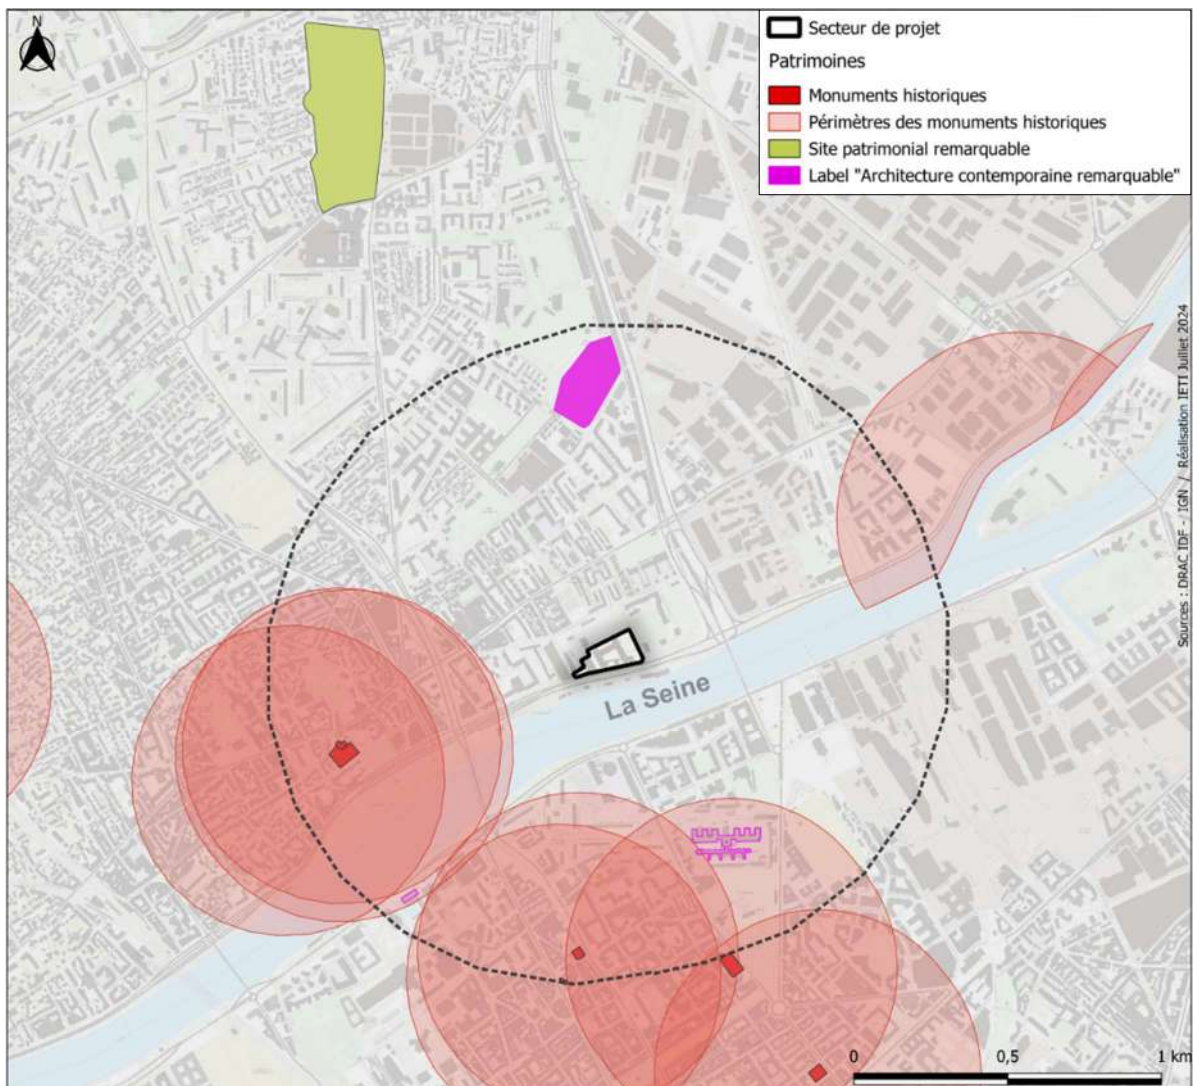 N
Secteur de projet
Patrimoines
Monuments historiques
Périmètres des monuments historiques
Site patrimonial remarquable
Label "Architecture contemporaine remarquable"
Sources : DRAC IDF - IGN / Réalisation IETI Juillet 2024
La Seine
0 0,5 1 km